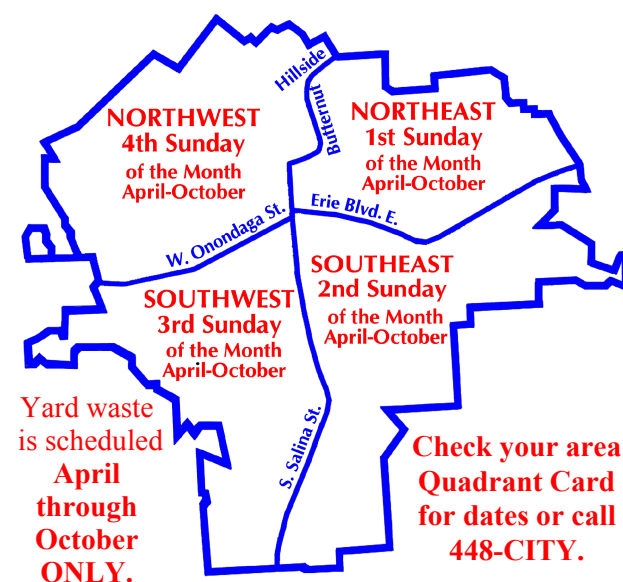 Hillside
Butternut
NORTHWEST
4th Sunday
of the Month
April-October
NORTHEAST
1st Sunday
of the Month
April-October
W. Onondaga St.
Erie Blvd. E.
SOUTHWEST
3rd Sunday
of the Month
April-October
SOUTHEAST
2nd Sunday
of the Month
April-October
S. Salina St.
Yard waste
is scheduled
April
through
October
ONLY.
Check your area
Quadrant Card
for dates or call
448-CITY.